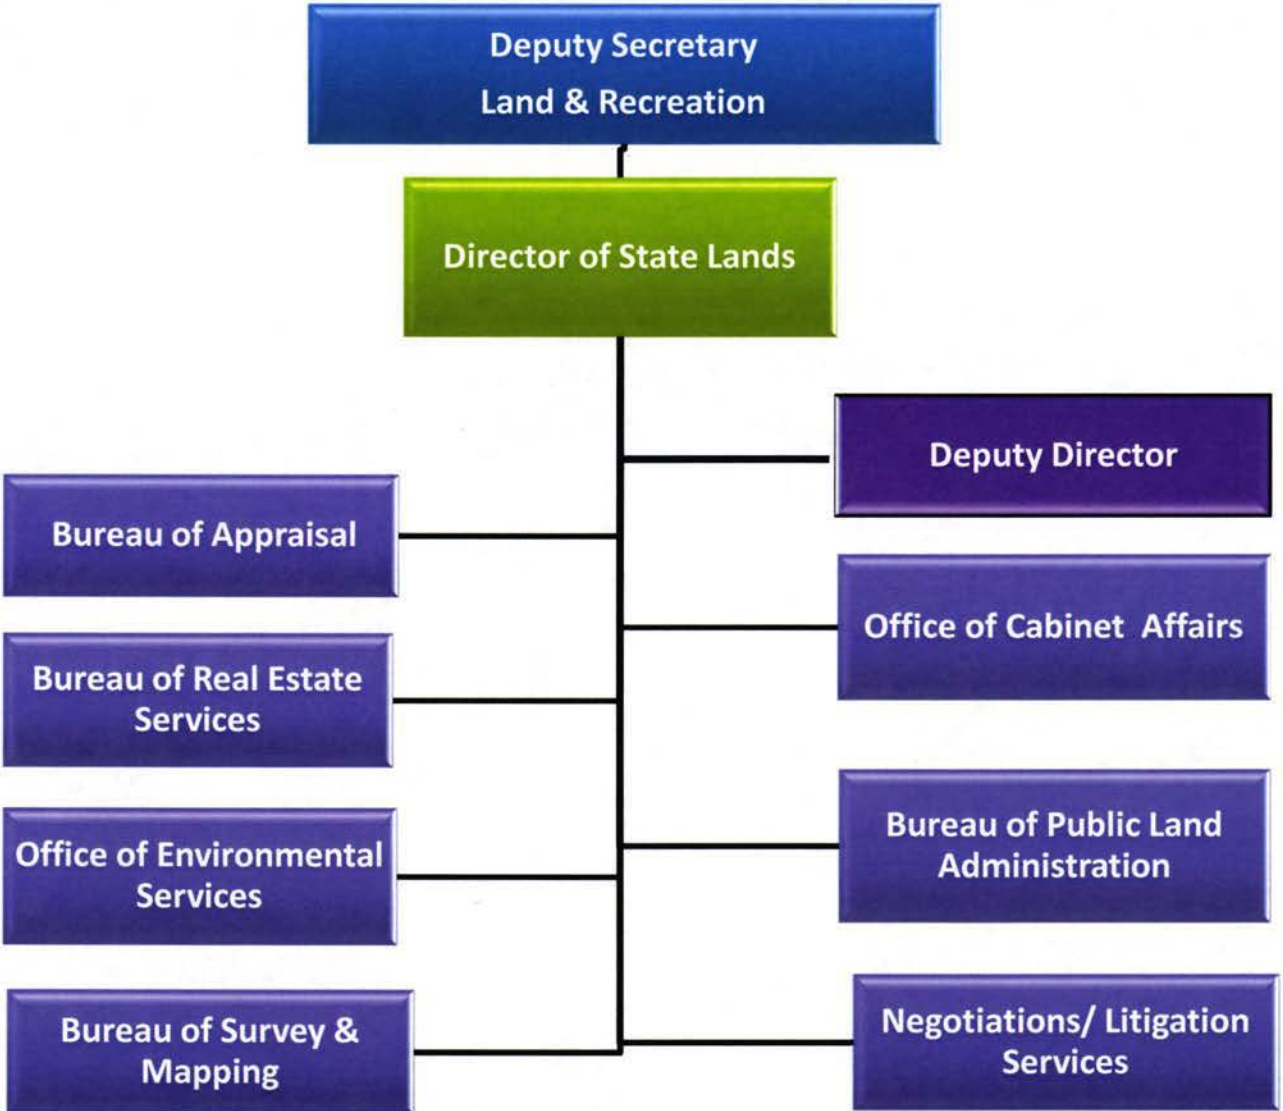 Deputy Secretary
Land & Recreation
Director of State Lands
Deputy Director
Bureau of Appraisal
Office of Cabinet Affairs
Bureau of Real Estate
Services
Bureau of Public Land
Administration
Office of Environmental
Services
Negotiations/ Litigation
Services
Bureau of Survey &
Mapping